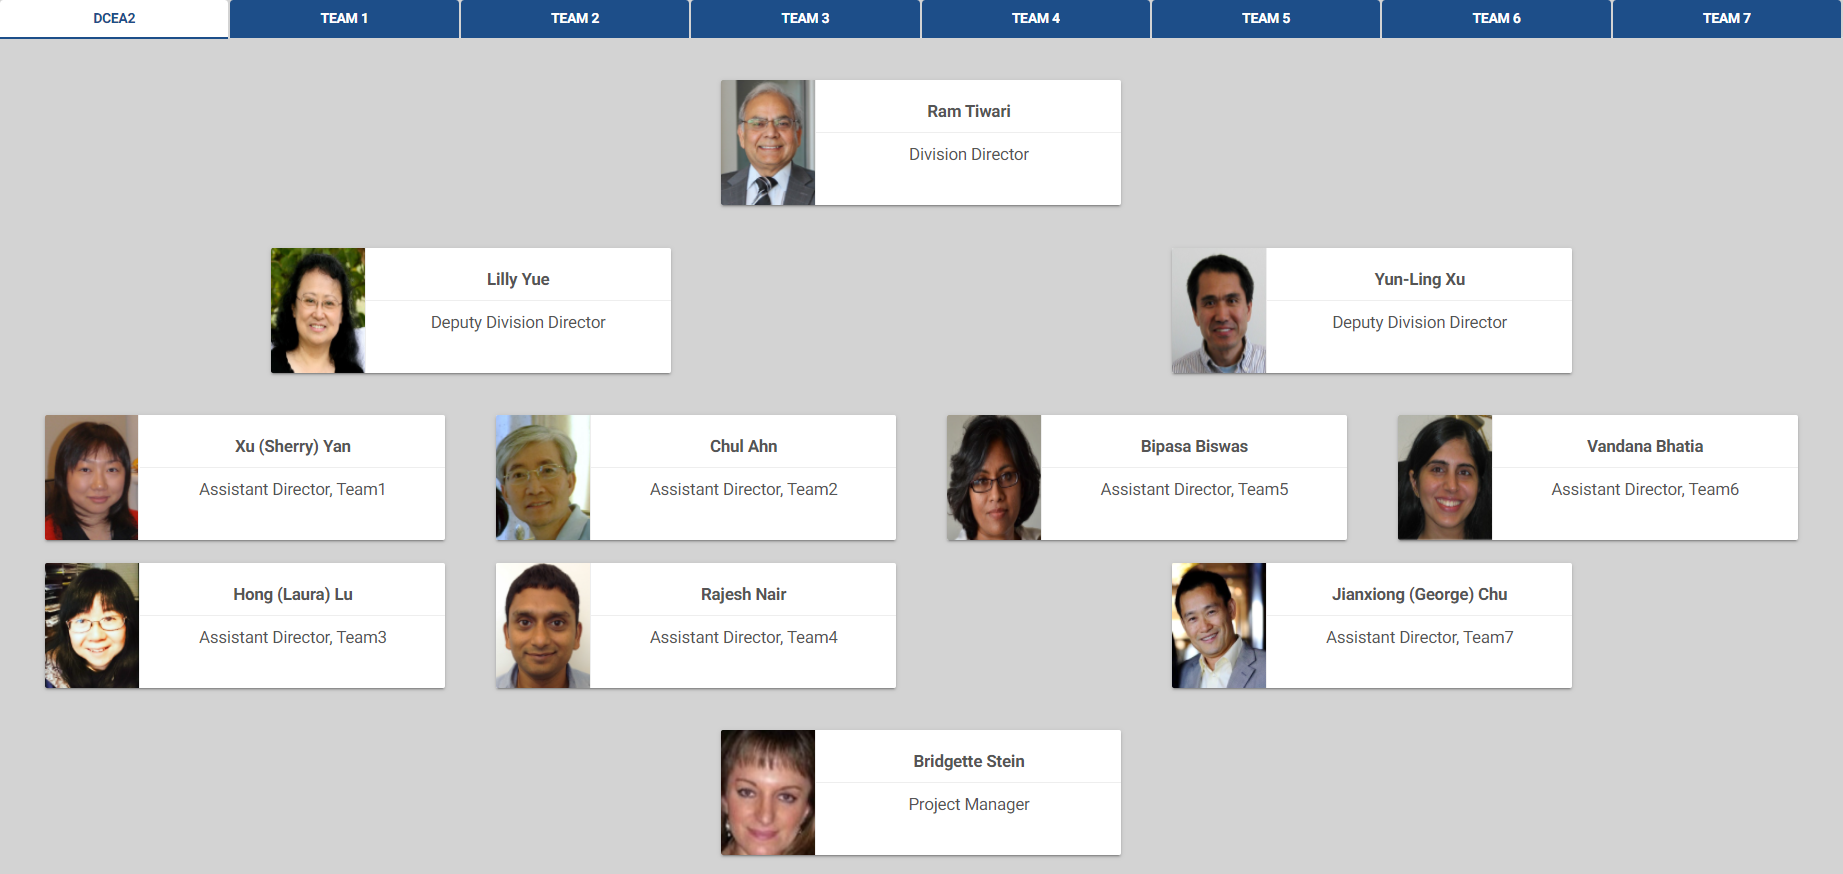 DCEA2
TEAM 1
TEAM 2
TEAM 3
TEAM 4
TEAM 5
TEAM 6
TEAM 7
Ram Tiwari
Division Director
Lilly Yue
Deputy Division Director
Yun-Ling Xu
Deputy Division Director
Xu (Sherry) Yan
Assistant Director, Team1
Chul Ahn
Assistant Director, Team2
Bipasa Biswas
Assistant Director, Team5
Vandana Bhatia
Assistant Director, Team6
Hong (Laura) Lu
Assistant Director, Team3
Rajesh Nair
Assistant Director, Team4
Jianxiong (George) Chu
Assistant Director, Team7
Bridgette Stein
Project Manager